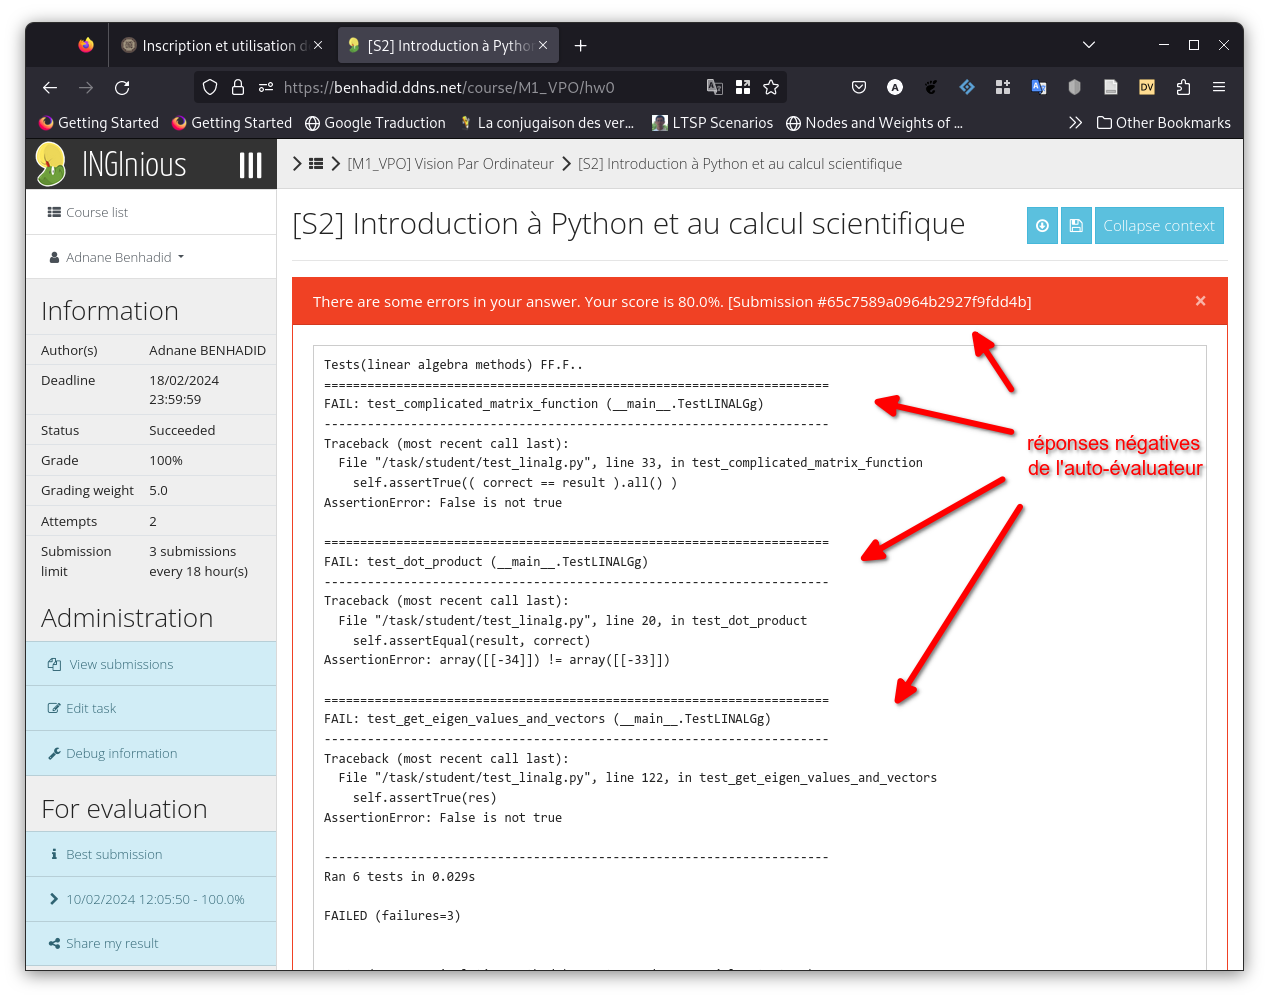 Inscription et utilisation d
[S2] Introduction à Pytho
https://benhadid.ddns.net/course/M1_VPO/hw0
Getting Started
Getting Started
Google Traduction
La conjugaison des ver...
LTSP Scenarios
Nodes and Weights of ...
Other Bookmarks
INGInious
[M1_VPO] Vision Par Ordinateur
[S2] Introduction à Python et au calcul scientifique
Course list
Adnane Benhadid
Information
Author(s) Adnane BENHADID
Deadline 18/02/2024
23:59:59
Status Succeeded
Grade 100%
Grading weight 5.0
Attempts 2
Submission 3 submissions
limit every 18 hour(s)
Administration
View submissions
Edit task
Debug information
For evaluation
Best submission
10/02/2024 12:05:50 - 100.0%
Share my result
[S2] Introduction à Python et au calcul scientifique
Collapse context
There are some errors in your answer. Your score is 80.0%. [Submission #65c7589a0964b2927f9fdd4b]
Tests(linear algebra methods) FF.F..
======================================================================
FAIL: test_complicated_matrix_function (__main__.TestLINALGg)
----------------------------------------------------------------------
Traceback (most recent call last):
File "/task/student/test_linalg.py", line 33, in test_complicated_matrix_function
self.assertTrue(( correct == result ).all() )
AssertionError: False is not true
======================================================================
FAIL: test_dot_product (__main__.TestLINALGg)
----------------------------------------------------------------------
Traceback (most recent call last):
File "/task/student/test_linalg.py", line 20, in test_dot_product
self.assertEqual(result, correct)
AssertionError: array([[-34]]) != array([[-33]])
======================================================================
FAIL: test_get_eigen_values_and_vectors (__main__.TestLINALGg)
----------------------------------------------------------------------
Traceback (most recent call last):
File "/task/student/test_linalg.py", line 122, in test_get_eigen_values_and_vectors
self.assertTrue(res)
AssertionError: False is not true
----------------------------------------------------------------------
Ran 6 tests in 0.029s
FAILED (failures=3)
réponses négatives
de l'auto-évaluateur